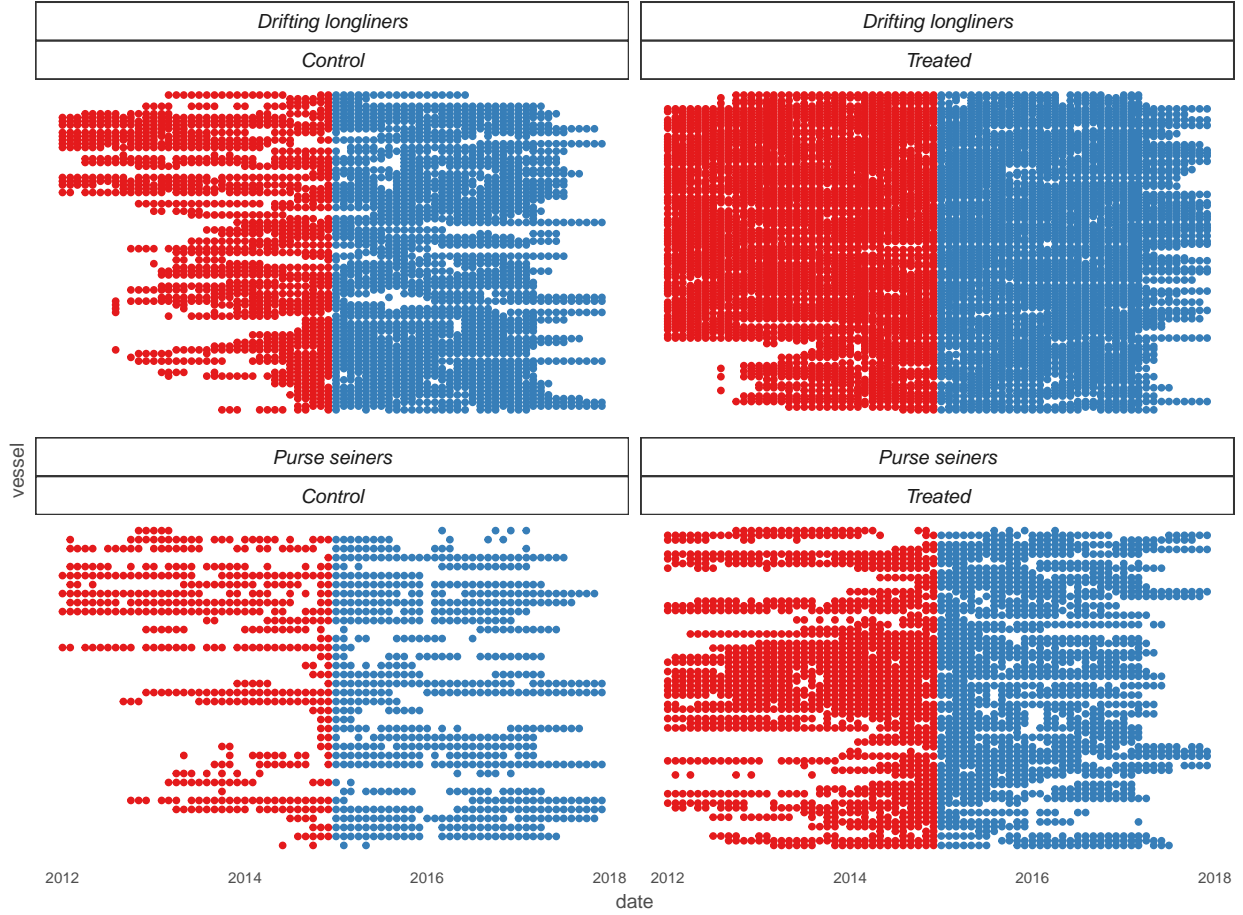 Drifting longliners
Drifting longliners
Control
Treated
vessel
Purse seiners
Purse seiners
Control
Treated
2012
2014
2016
2018
2012
2014
2016
2018
date